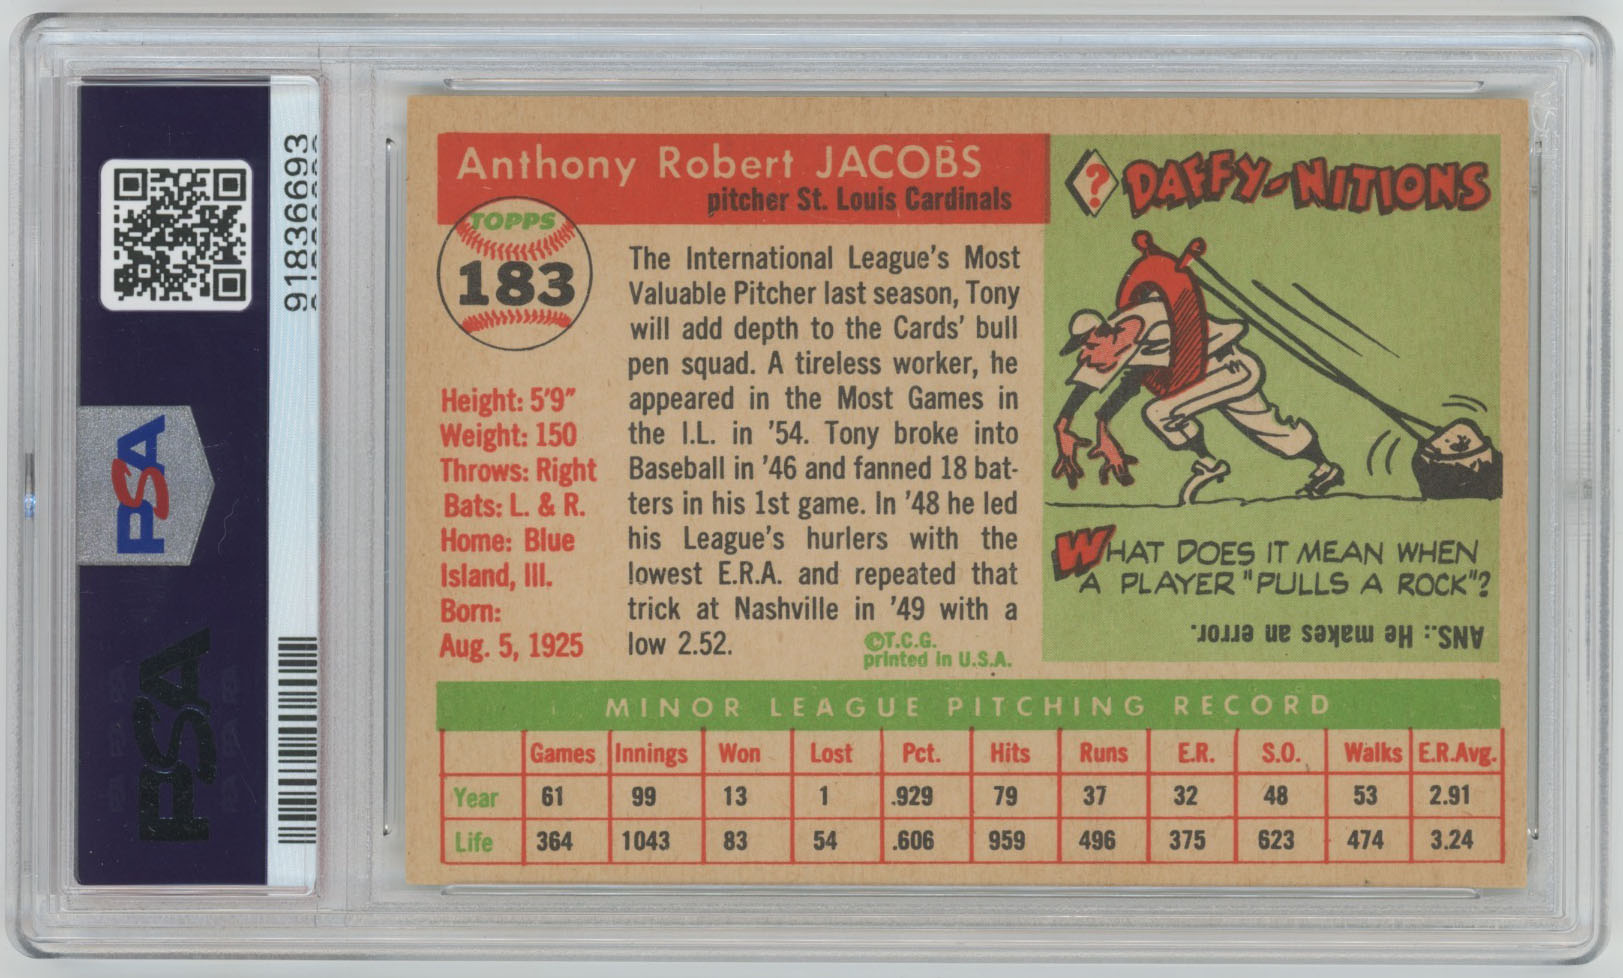 91836693
PSA
PSA
Anthony Robert JACOBS
pitcher St. Louis Cardinals
TOPPS
183
Height: 5'9"
Weight: 150
Throws: Right
Bats: L. & R.
Home: Blue
Island, Ill.
Born:
Aug. 5, 1925
The International League's Most
Valuable Pitcher last season, Tony
will add depth to the Cards' bull
pen squad. A tireless worker, he
appeared in the Most Games in
the I.L. in '54. Tony broke into
Baseball in '46 and fanned 18 bat-
ters in his 1st game. In '48 he led
his League's hurlers with the
lowest E.R.A. and repeated that
trick at Nashville in '49 with a
low 2.52.
©T.C.G.
printed in U.S.A.
? DAFFY-NITIONS
WHAT DOES IT MEAN WHEN
A PLAYER "PULLS A ROCK"?
ANS.: He makes an error.
MINOR LEAGUE PITCHING RECORD
Games Innings Won Lost Pct. Hits Runs E.R. S.O. Walks E.R.Avg.
Year 61 99 13 1 .929 79 37 32 48 53 2.91
Life 364 1043 83 54 .606 959 496 375 623 474 3.24